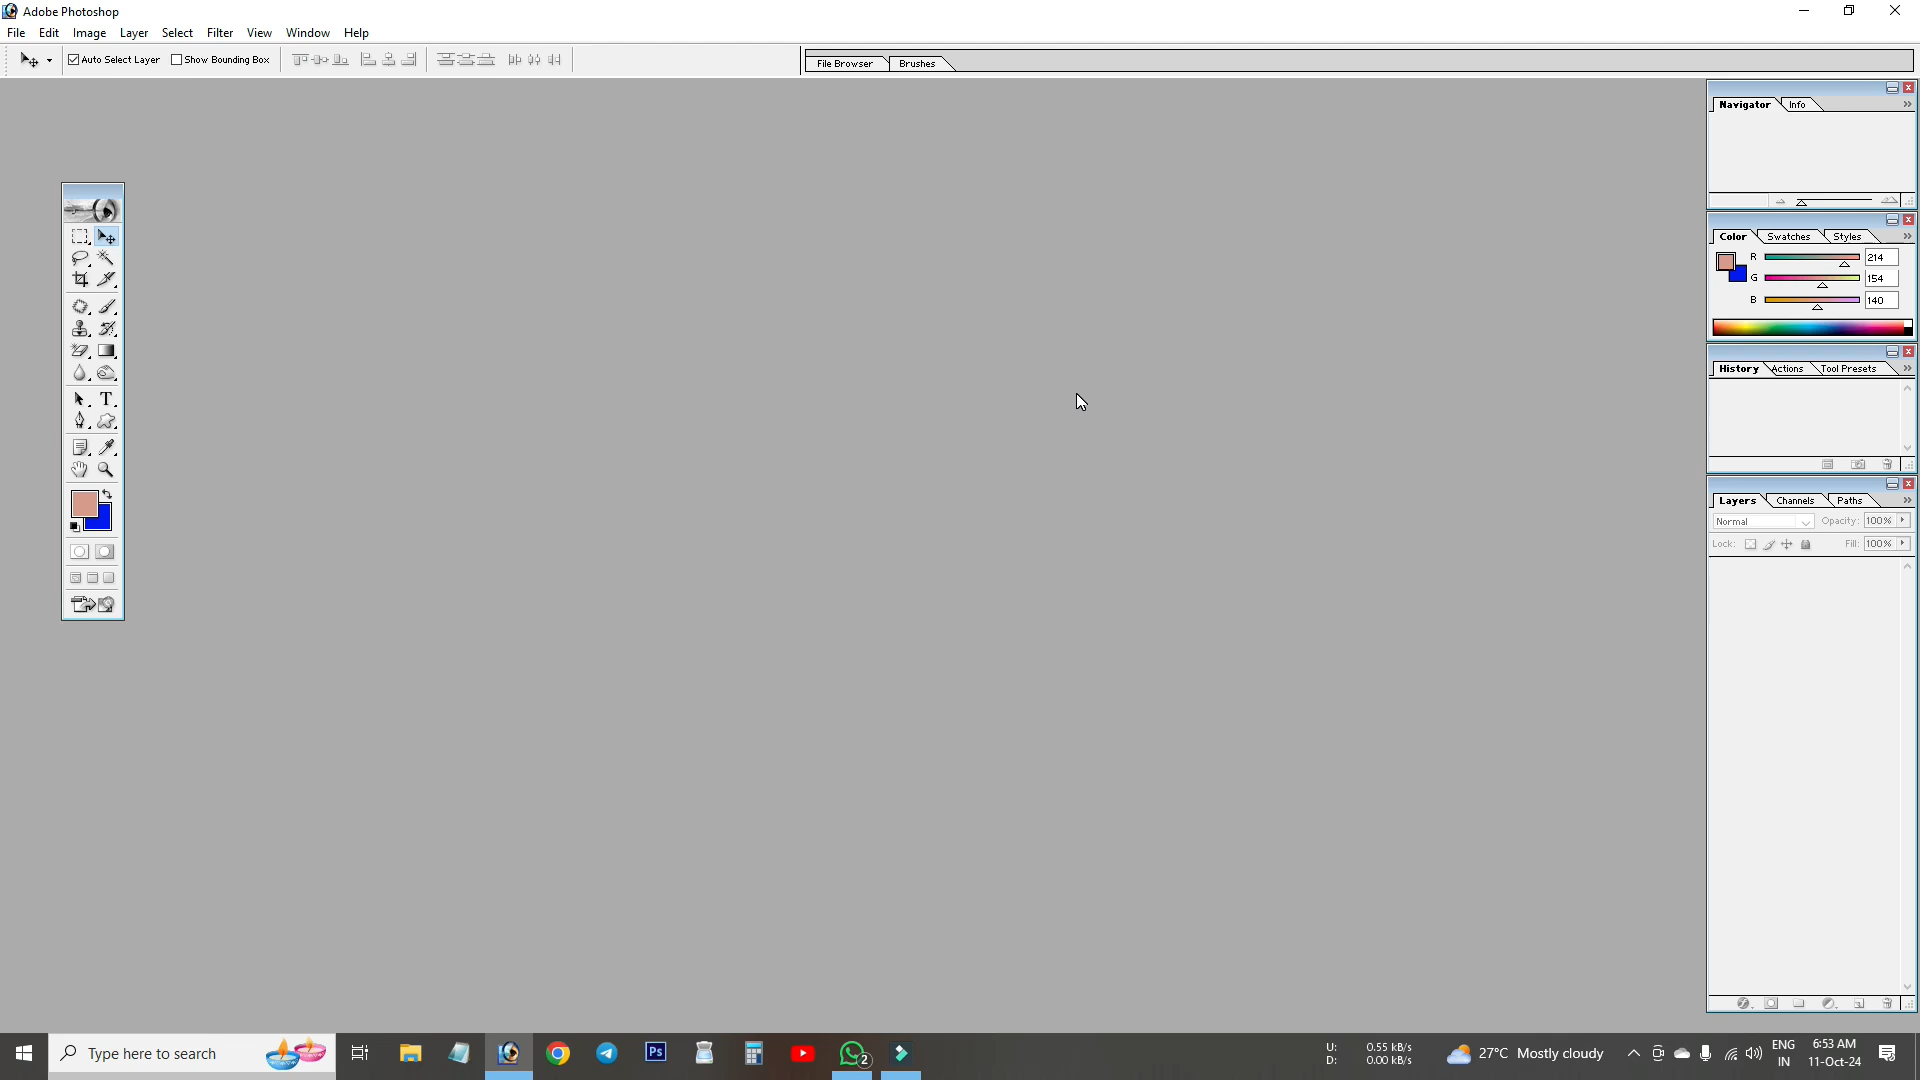 Adobe Photoshop
File Edit Image Layer Select Filter View Window Help
Auto Select Layer Show Bounding Box
File Browser Brushes
Navigator Info
Color Swatches Styles
R 214
G 154
B 140
History Actions Tool Presets
Layers Channels Paths
Normal Opacity: 100%
Lock: Fill: 100%
T
Type here to search
Ps
2
U: 0.55 kB/s
D: 0.00 kB/s
27°C Mostly cloudy
ENG
IN
6:53 AM
11-Oct-24